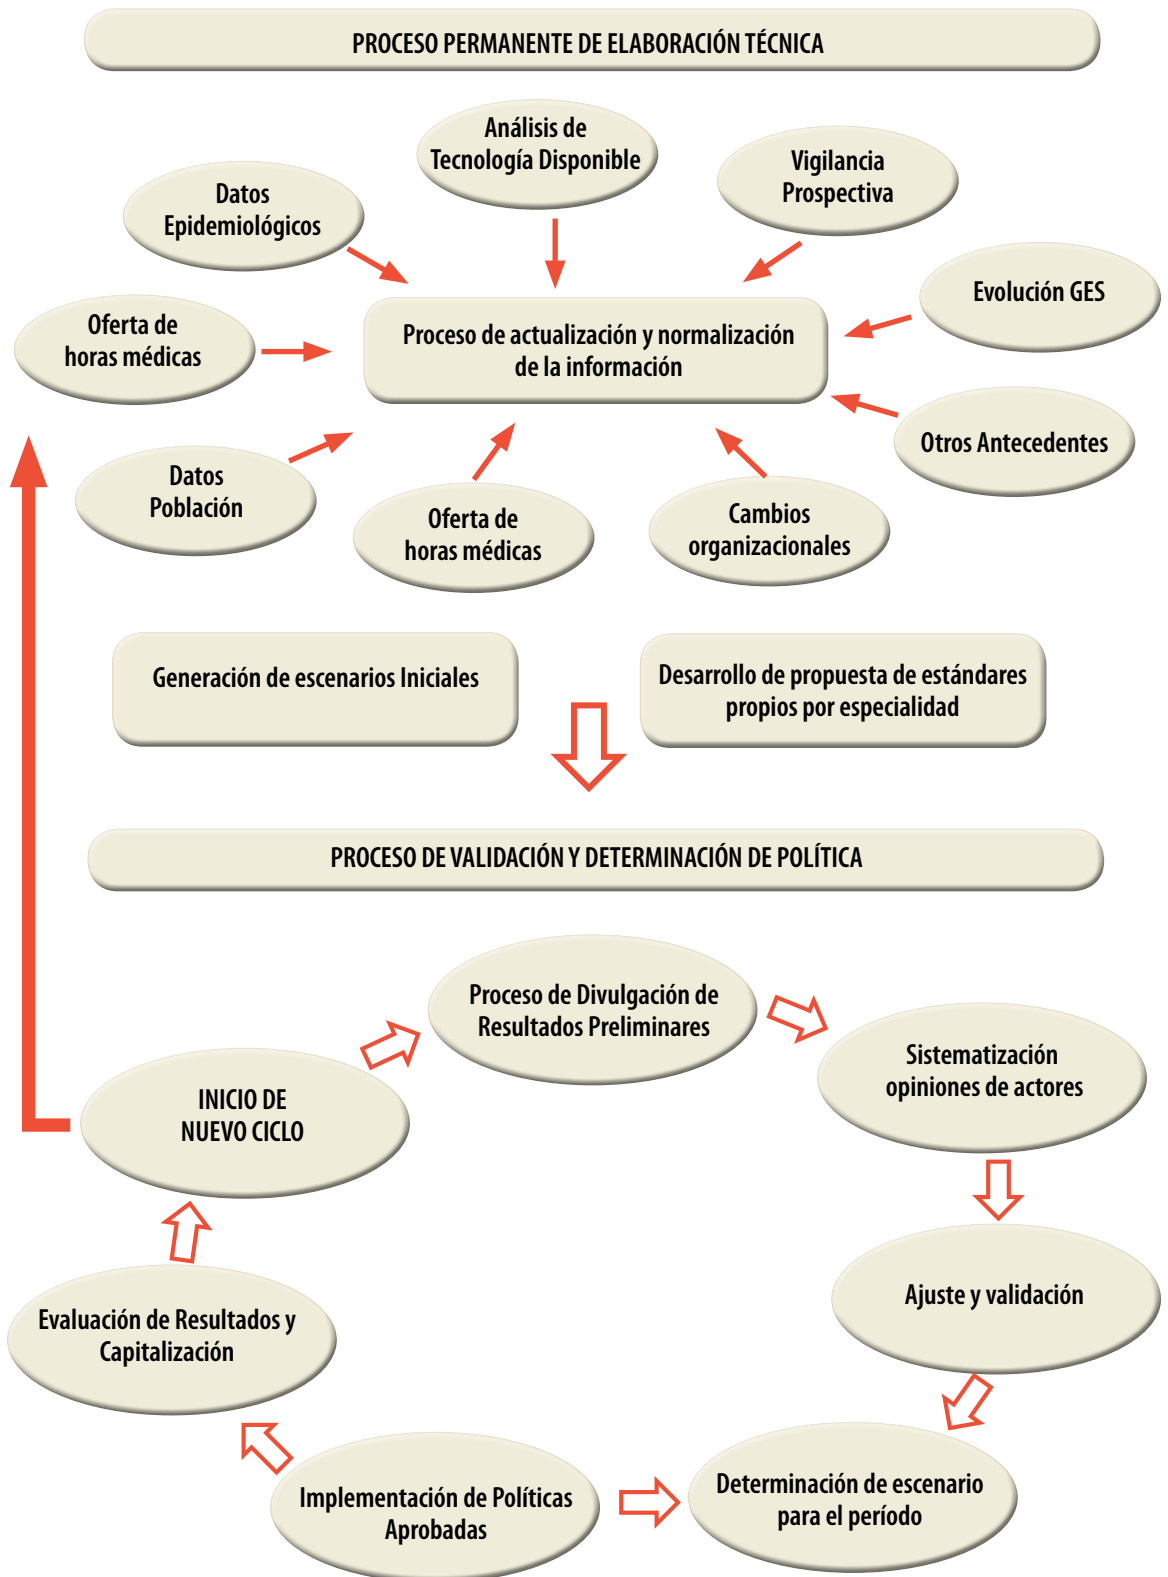 PROCESO PERMANENTE DE ELABORACIÓN TÉCNICA
Análisis de
Tecnología Disponible
Vigilancia
Prospectiva
Datos
Epidemiológicos
Evolución GES
Oferta de
horas médicas
Proceso de actualización y normalización
de la información
Otros Antecedentes
Datos
Población
Oferta de
horas médicas
Cambios
organizacionales
Generación de escenarios Iniciales
Desarrollo de propuesta de estándares
propios por especialidad
PROCESO DE VALIDACIÓN Y DETERMINACIÓN DE POLÍTICA
Proceso de Divulgación de
Resultados Preliminares
Sistematización
opiniones de actores
INICIO DE
NUEVO CICLO
Ajuste y validación
Evaluación de Resultados y
Capitalización
Determinación de escenario
para el período
Implementación de Políticas
Aprobadas